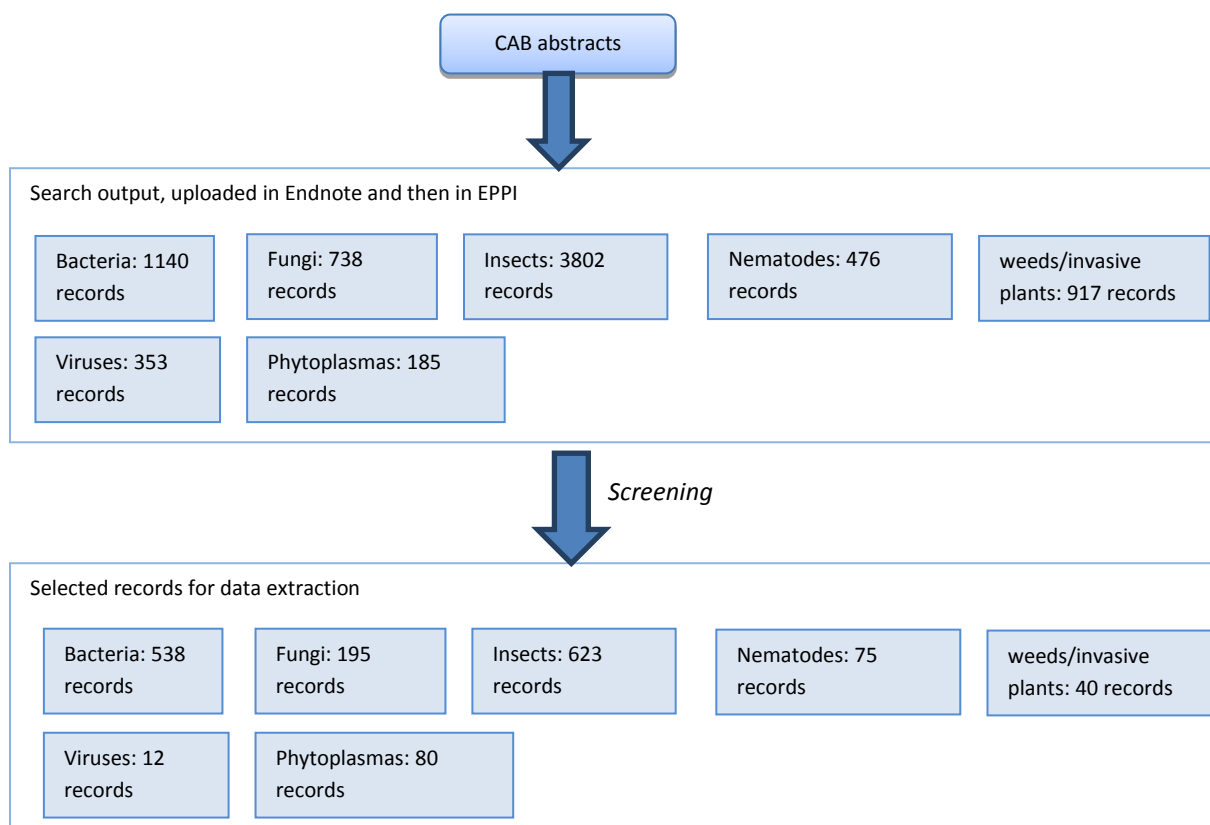 CAB abstracts
Search output, uploaded in Endnote and then in EPPI
Bacteria: 1140
records
Fungi: 738
records
Insects: 3802
records
Nematodes: 476
records
weeds/invasive
plants: 917 records
Viruses: 353
records
Phytoplasmas: 185
records
Screening
Selected records for data extraction
Bacteria: 538
records
Fungi: 195
records
Insects: 623
records
Nematodes: 75
records
weeds/invasive
plants: 40 records
Viruses: 12
records
Phytoplasmas: 80
records